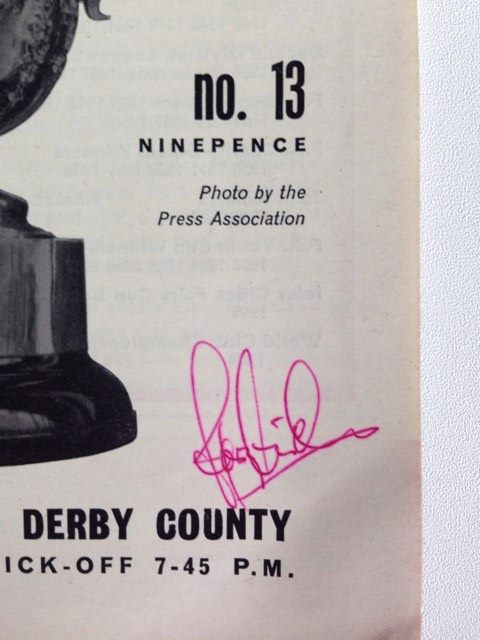 no. 13
NINEPENCE
Photo by the
Press Association
DERBY COUNTY
ICK-OFF 7-45 P.M.